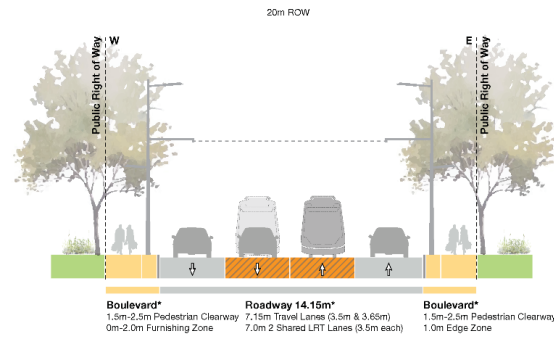 20m ROW
W
E
Public Right of Way
Public Right of Way
Boulevard*
1.5m-2.5m Pedestrian Clearway
0m-2.0m Furnishing Zone
Roadway 14.15m*
7.15m Travel Lanes (3.5m & 3.65m)
7.0m 2 Shared LRT Lanes (3.5m each)
Boulevard*
1.5m-2.5m Pedestrian Clearway
1.0m Edge Zone